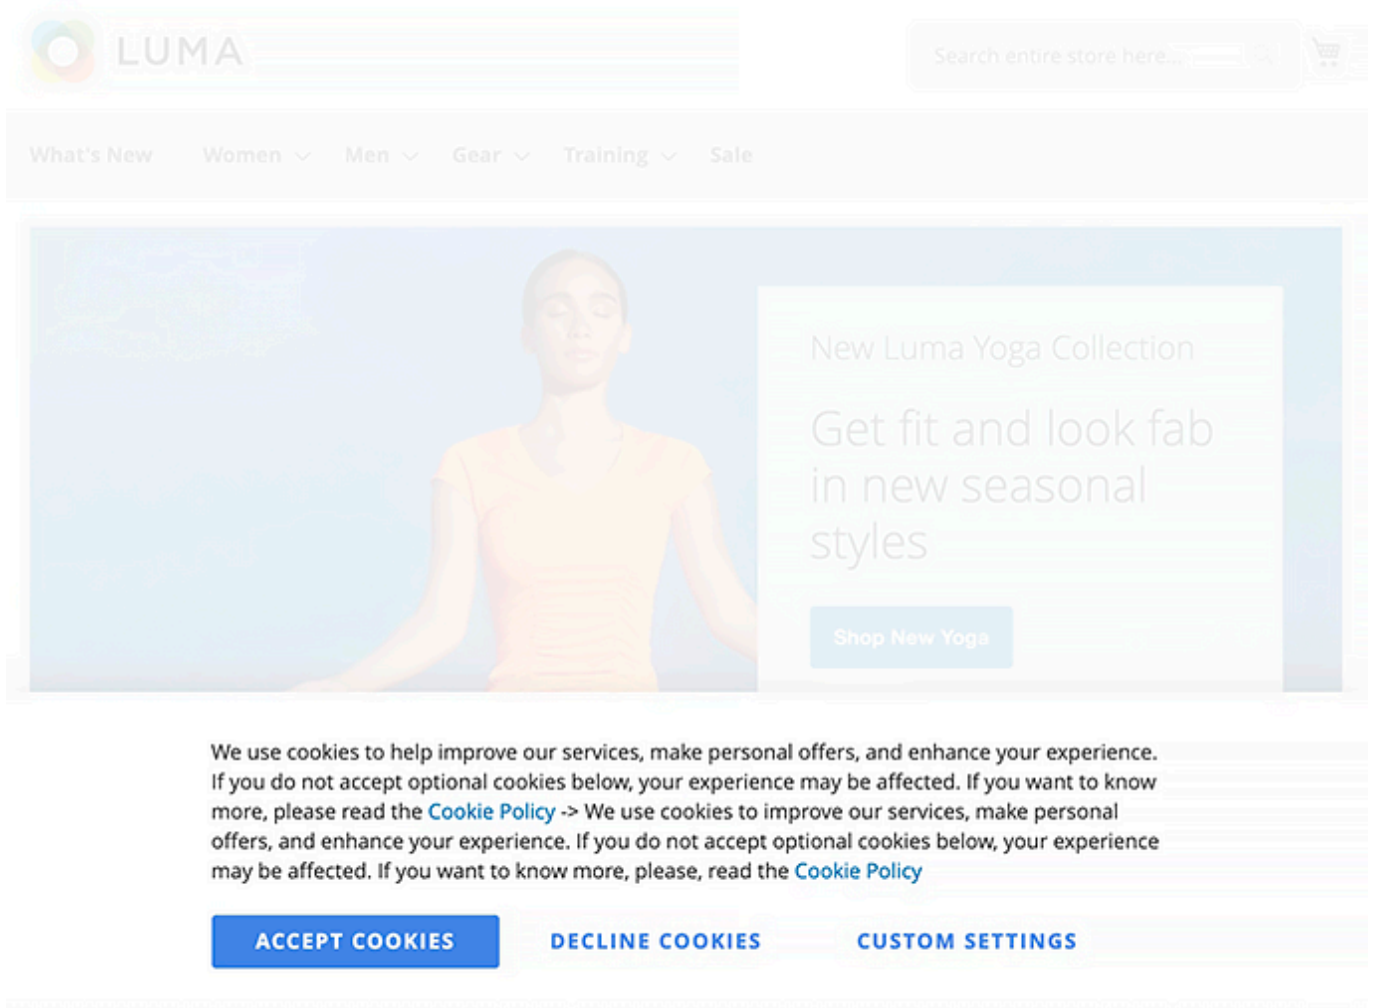 LUMA
Search entire store here...
What's New Women Men Gear Training Sale
New Luma Yoga Collection
Get fit and look fab
in new seasonal
styles
Shop New Yoga
We use cookies to help improve our services, make personal offers, and enhance your experience.
If you do not accept optional cookies below, your experience may be affected. If you want to know
more, please read the Cookie Policy -> We use cookies to improve our services, make personal
offers, and enhance your experience. If you do not accept optional cookies below, your experience
may be affected. If you want to know more, please, read the Cookie Policy
ACCEPT COOKIES DECLINE COOKIES CUSTOM SETTINGS